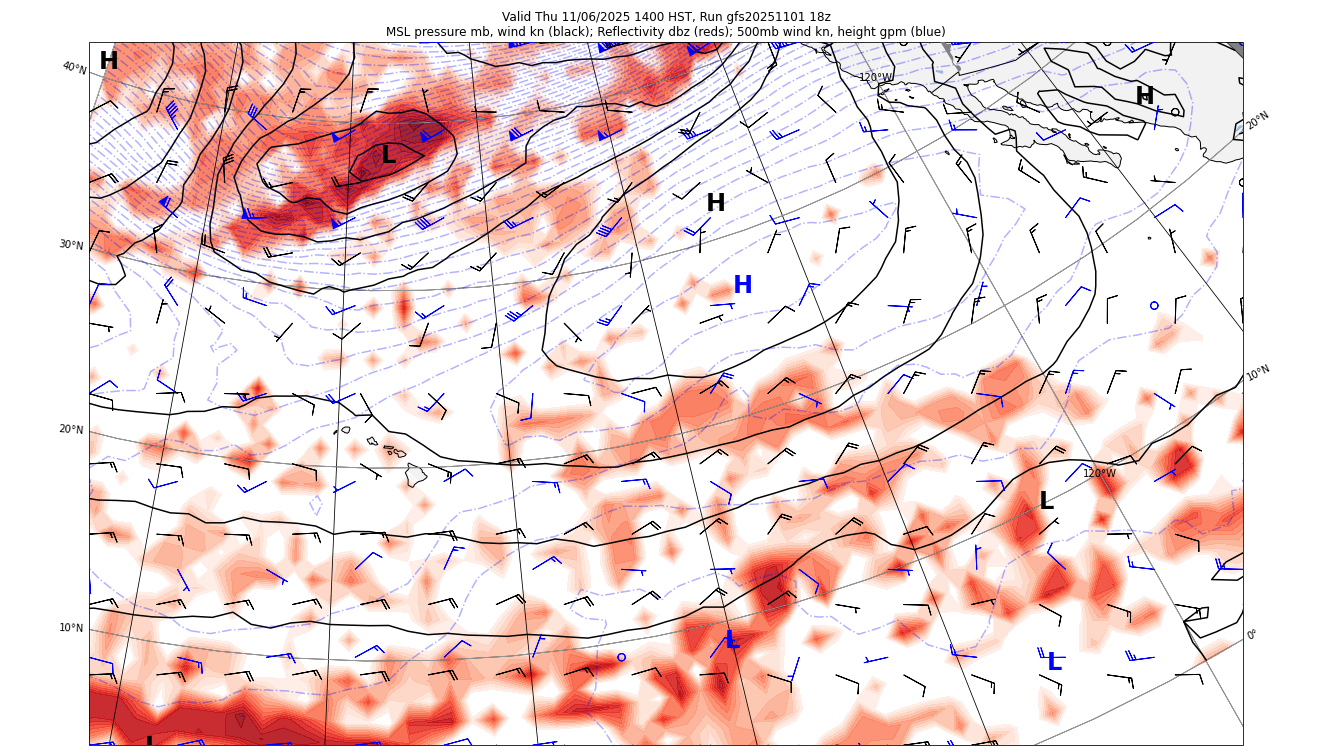 Valid Thu 11/06/2025 1400 HST, Run gfs20251101 18z
MSL pressure mb, wind kn (black); Reflectivity dbz (reds); 500mb wind kn, height gpm (blue)
H
40°N
120°W
H
20°N
L
H
30°N
H
10°N
20°N
120°W
L
10°N
L
0°
L
L